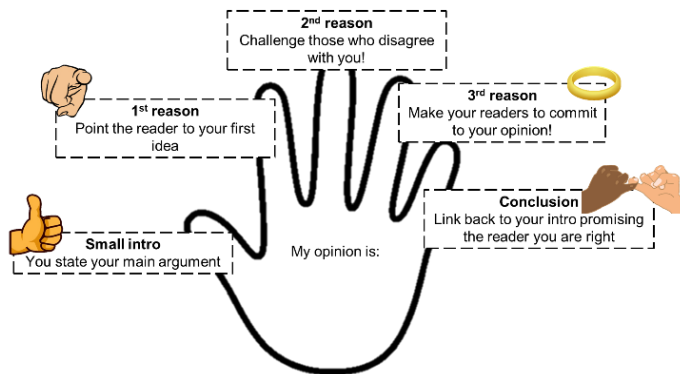 2nd reason
Challenge those who disagree
with you!
1st reason
Point the reader to your first
idea
3rd reason
Make your readers to commit
to your opinion!
Small intro
You state your main argument
My opinion is:
Conclusion
Link back to your intro promising
the reader you are right